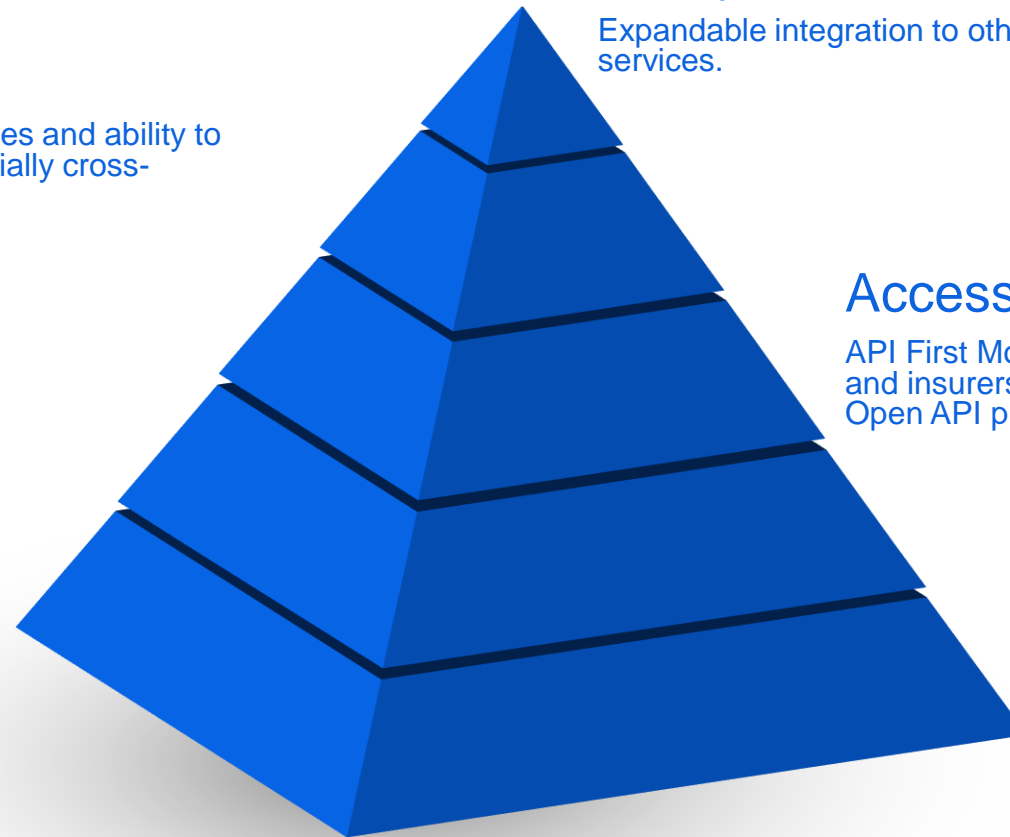 Expandable integration to oth
services.
es and ability to
ially cross-
Access
API First Mo
and insurers
Open API p